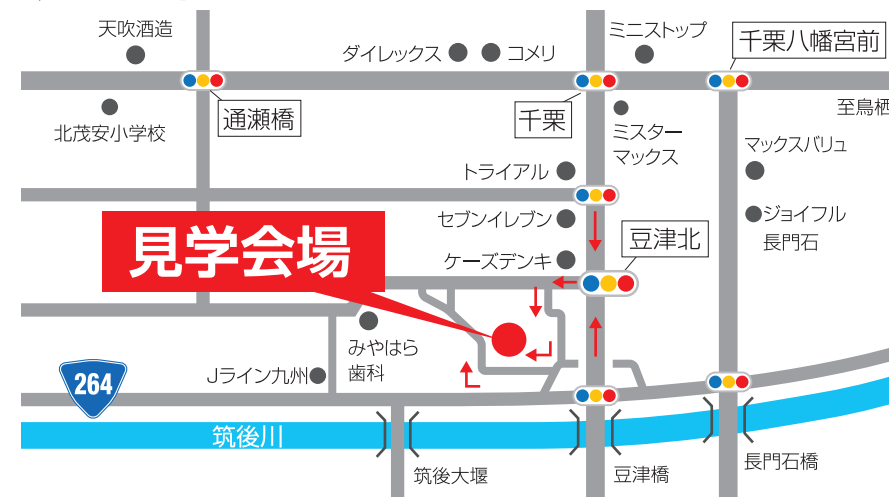 天吹酒造
ダイレックス
コメリ
ミニストップ
千栗八幡宮前
北茂安小学校
通瀬橋
千栗
ミスター
マックス
至鳥栖
マックスバリュ
トライアル
セブンイレブン
ジョイフル
長門石
豆津北
見学会場
ケーズデンキ
みやはら
歯科
Jライン九州
264
筑後川
筑後大堰
豆津橋
長門石橋